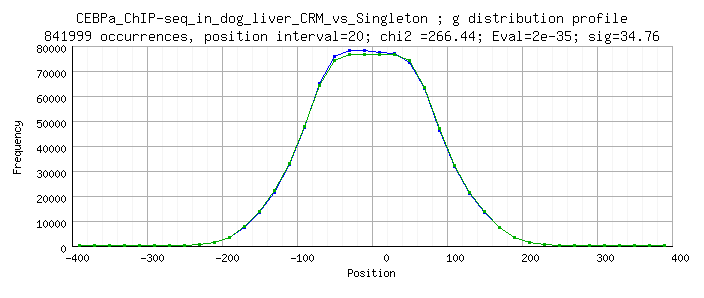 CEBPa_ChIP-seq_in_dog_liver_CRM_vs_Singleton ; g distribution profile
841999 occurrences, position interval=20; chi2 =266.44; Eval=2e-35; sig=34.76
80000
70000
60000
50000
40000
30000
20000
10000
0
Frequency
-400 -300 -200 -100 0 100 200 300 400
Position